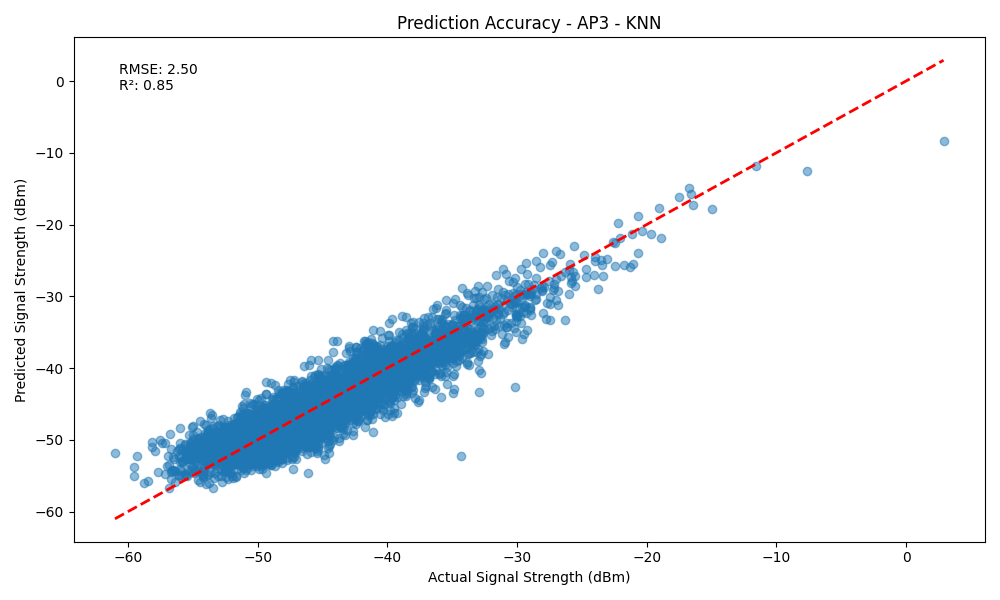 Prediction Accuracy - AP3 - KNN
RMSE: 2.50
R²: 0.85
Predicted Signal Strength (dBm)
0
−10
−20
−30
−40
−50
−60
−60 −50 −40 −30 −20 −10 0
Actual Signal Strength (dBm)